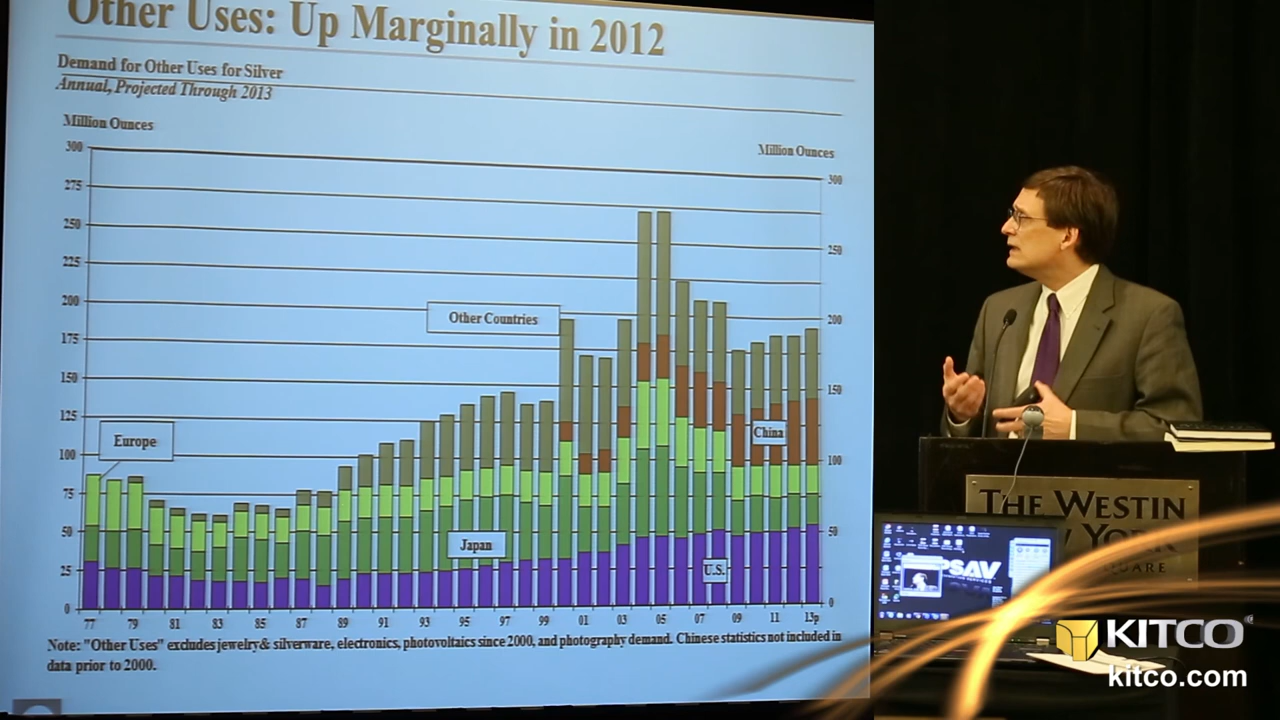 Other Uses: Up Marginally in 2012
Demand for Other Uses for Silver
Annual, Projected Through 2013
Million Ounces
Million Ounces
300
275
250
225
200
175
150
125
100
75
50
25
0
300
250
200
150
100
50
0
Other Countries
Europe
China
Japan
U.S.
77 79 81 83 85 87 89 91 93 95 97 99 01 03 05 07 09 11 13p
Note: "Other Uses" excludes jewelry & silverware, electronics, photovoltaics since 2000, and photography demand. Chinese statistics not included in
data prior to 2000.
THE WESTIN
YORK
SQUARE
PSAV
KITCO
kitco.com